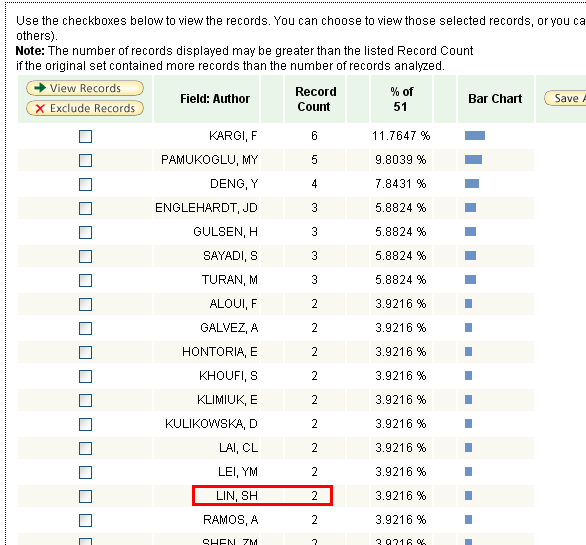 Use the checkboxes below to view the records. You can choose to view those selected records, or you ca
others).
Note: The number of records displayed may be greater than the listed Record Count
if the original set contained more records than the number of records analyzed.
View Records
Exclude Records
Field: Author
Record Count
% of 51
Bar Chart
Save A
KARGI, F 6 11.7647 %
PAMUKOGLU, MY 5 9.8039 %
DENG, Y 4 7.8431 %
ENGLEHARDT, JD 3 5.8824 %
GULSEN, H 3 5.8824 %
SAYADI, S 3 5.8824 %
TURAN, M 3 5.8824 %
ALOUI, F 2 3.9216 %
GALVEZ, A 2 3.9216 %
HONTORIA, E 2 3.9216 %
KHOUFI, S 2 3.9216 %
KLIMIUK, E 2 3.9216 %
KULIKOWSKA, D 2 3.9216 %
LAI, CL 2 3.9216 %
LEI, YM 2 3.9216 %
LIN, SH 2 3.9216 %
RAMOS, A 2 3.9216 %
SHEN, ZM 2 3.9216 %